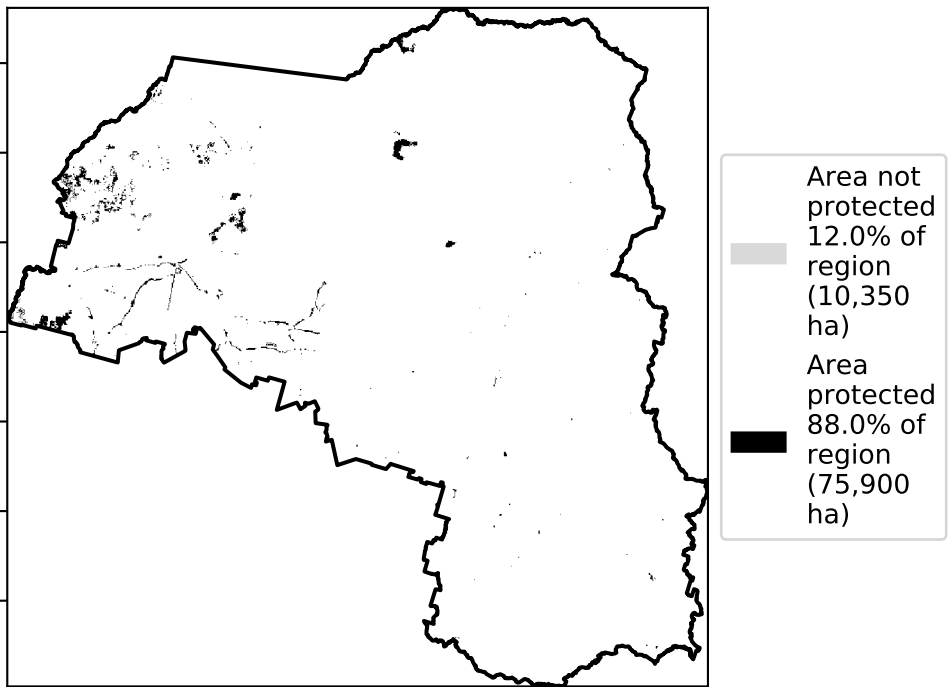 Area not
protected
12.0% of
region
(10,350
ha)
Area
protected
88.0% of
region
(75,900
ha)